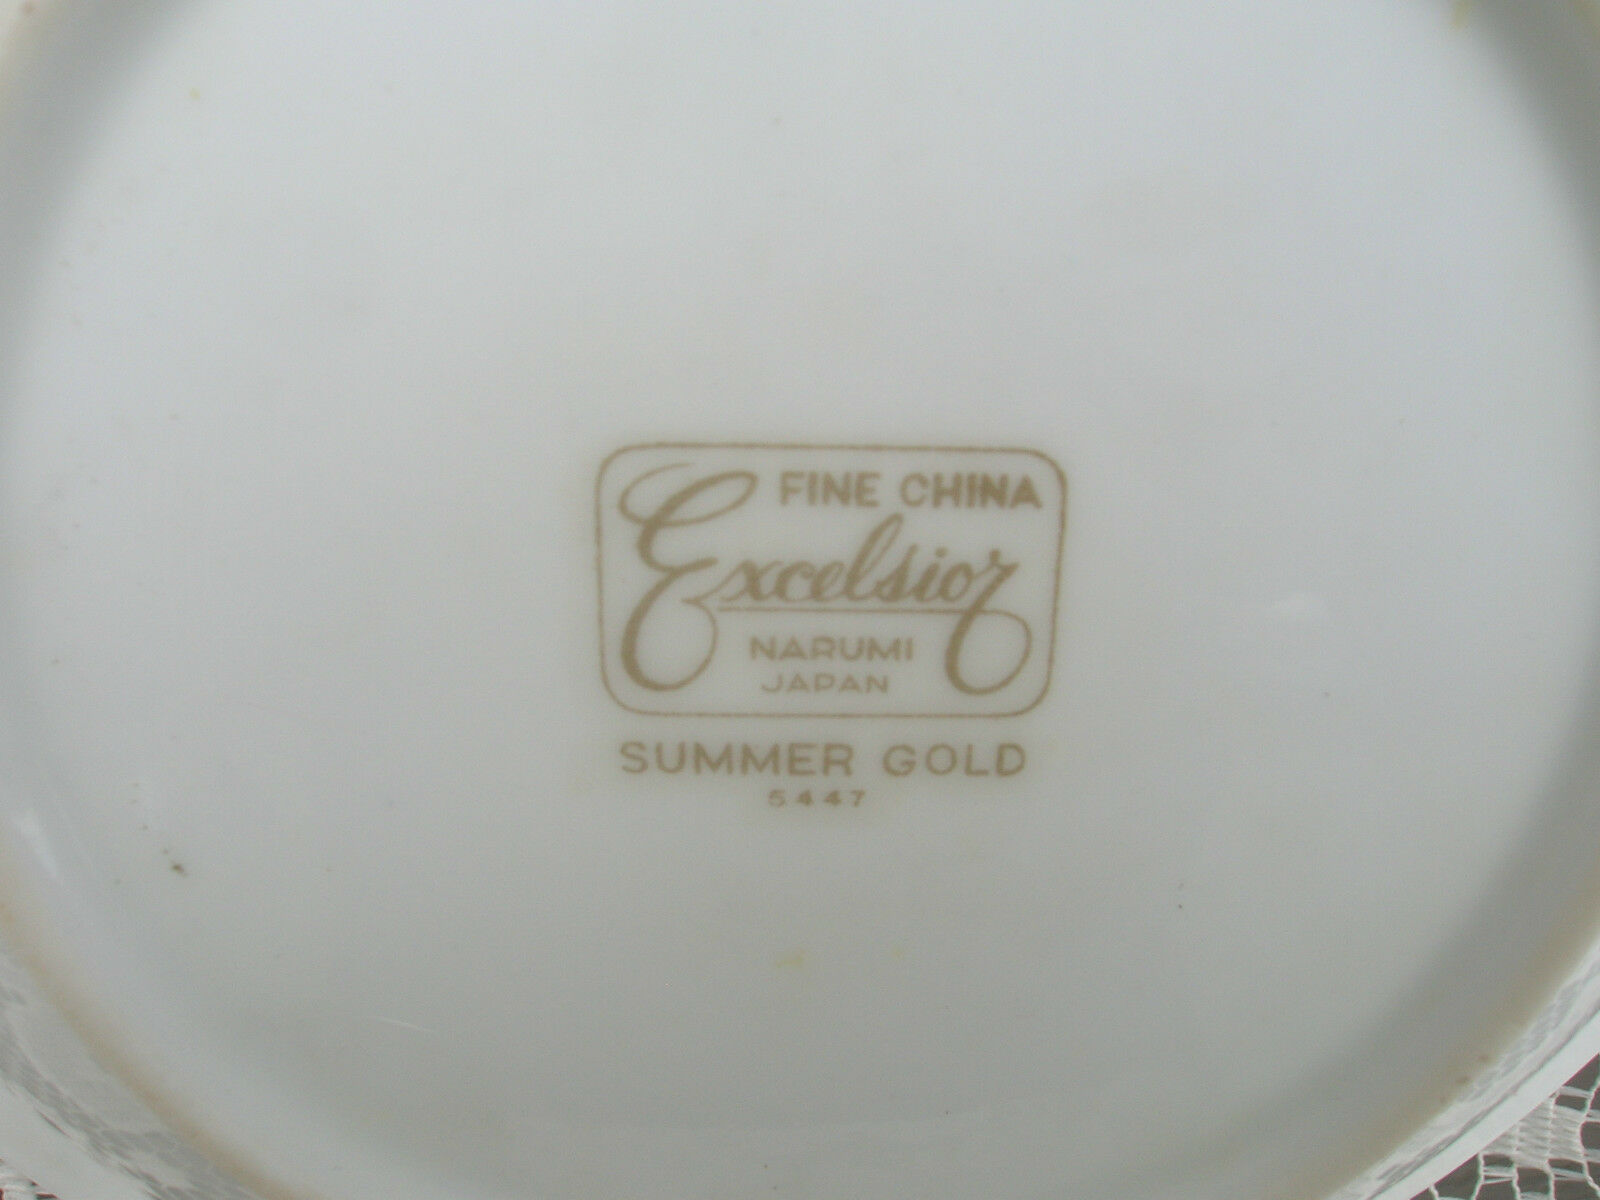 FINE CHINA
Excelsior
NARUMI
JAPAN
SUMMER GOLD
5447